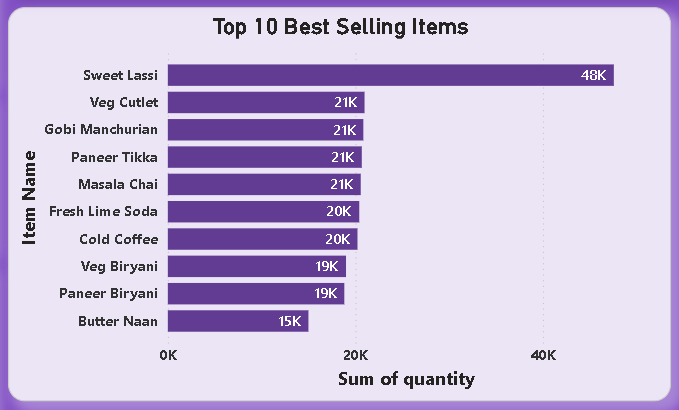 Top 10 Best Selling Items
Item Name
Sweet Lassi 48K
Veg Cutlet 21K
Gobi Manchurian 21K
Paneer Tikka 21K
Masala Chai 21K
Fresh Lime Soda 20K
Cold Coffee 20K
Veg Biryani 19K
Paneer Biryani 19K
Butter Naan 15K
0K 20K 40K
Sum of quantity